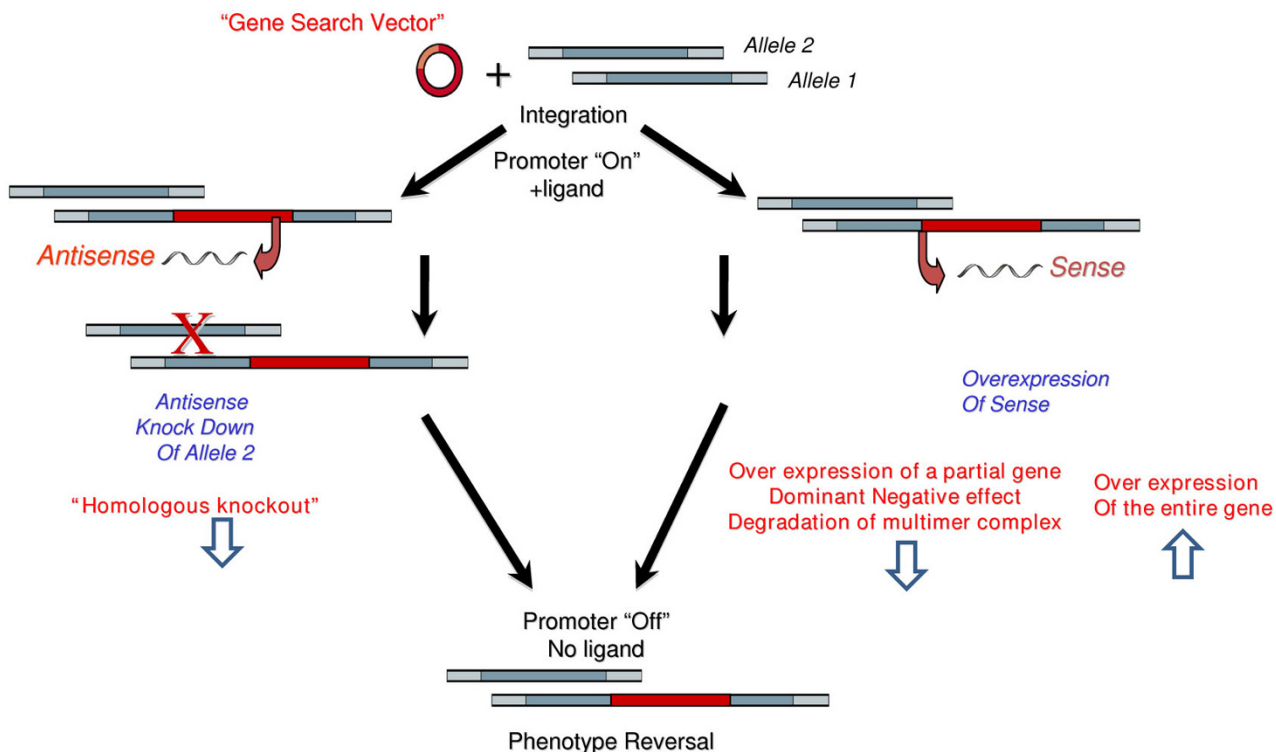 “Gene Search Vector”
+
Allele 2
Allele 1
Integration
Promoter “On”
+ligand
Antisense
Sense
X
Antisense
Knock Down
Of Allele 2
Overexpression
Of Sense
“Homologous knockout”
Over expression of a partial gene
Dominant Negative effect
Degradation of multimer complex
Over expression
Of the entire gene
Promoter “Off”
No ligand
Phenotype Reversal